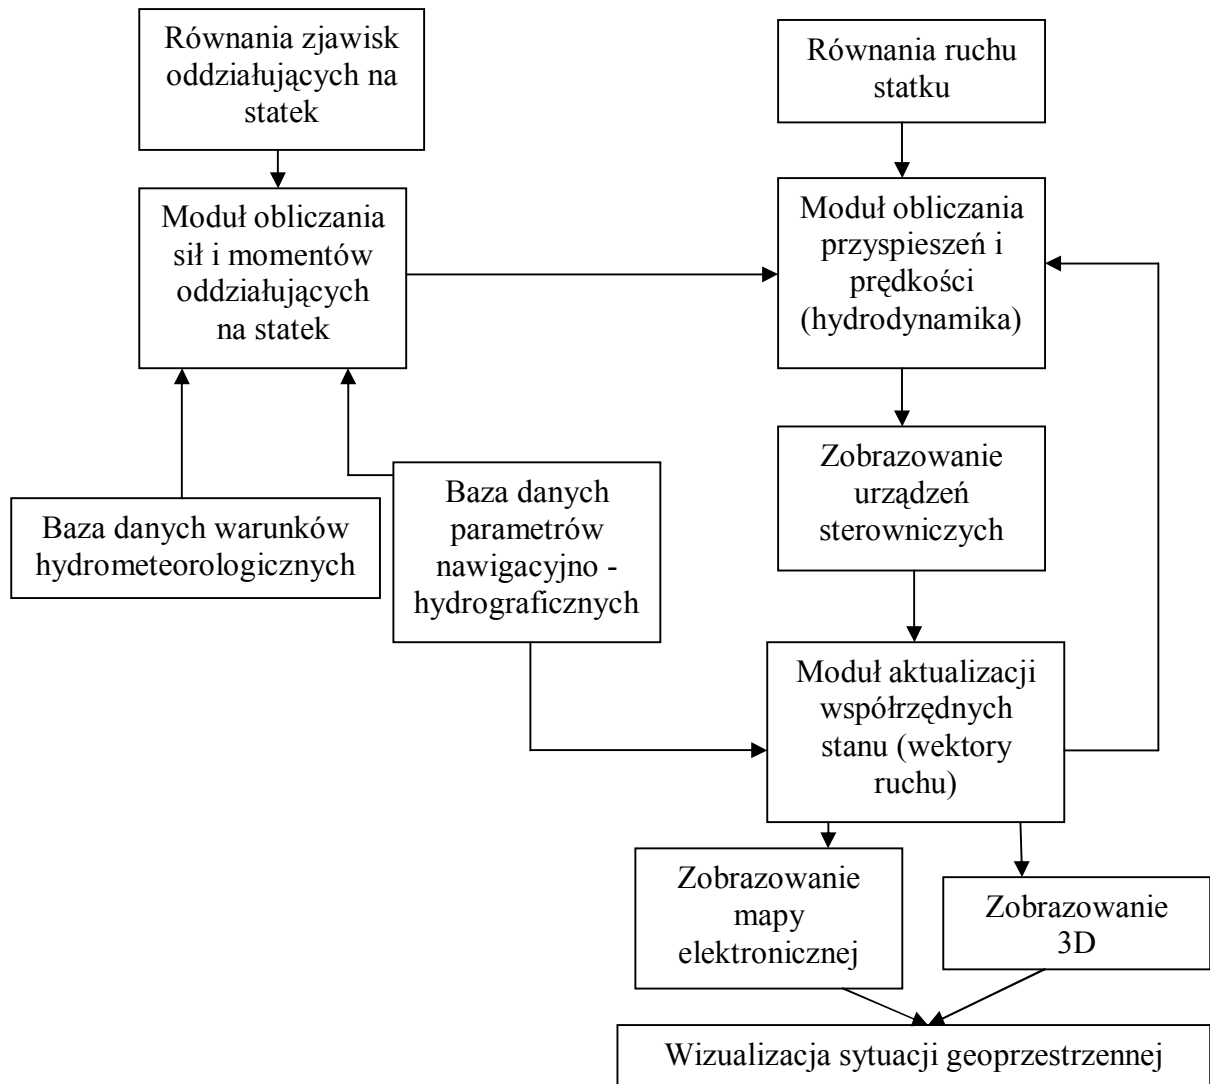 Równania zjawisk
oddziałujących na
statek
Równania ruchu
statku
Moduł obliczania
sił i momentów
oddziałujących
na statek
Moduł obliczania
przyspieszeń i
prędkości
(hydrodynamika)
Baza danych warunków
hydrometeorologicznych
Baza danych
parametrów
nawigacyjno -
hydrograficznych
Zobrazowanie
urządzeń
sterowniczych
Moduł aktualizacji
współrzędnych
stanu (wektory
ruchu)
Zobrazowanie
mapy
elektronicznej
Zobrazowanie
3D
Wizualizacja sytuacji geoprzestrzennej